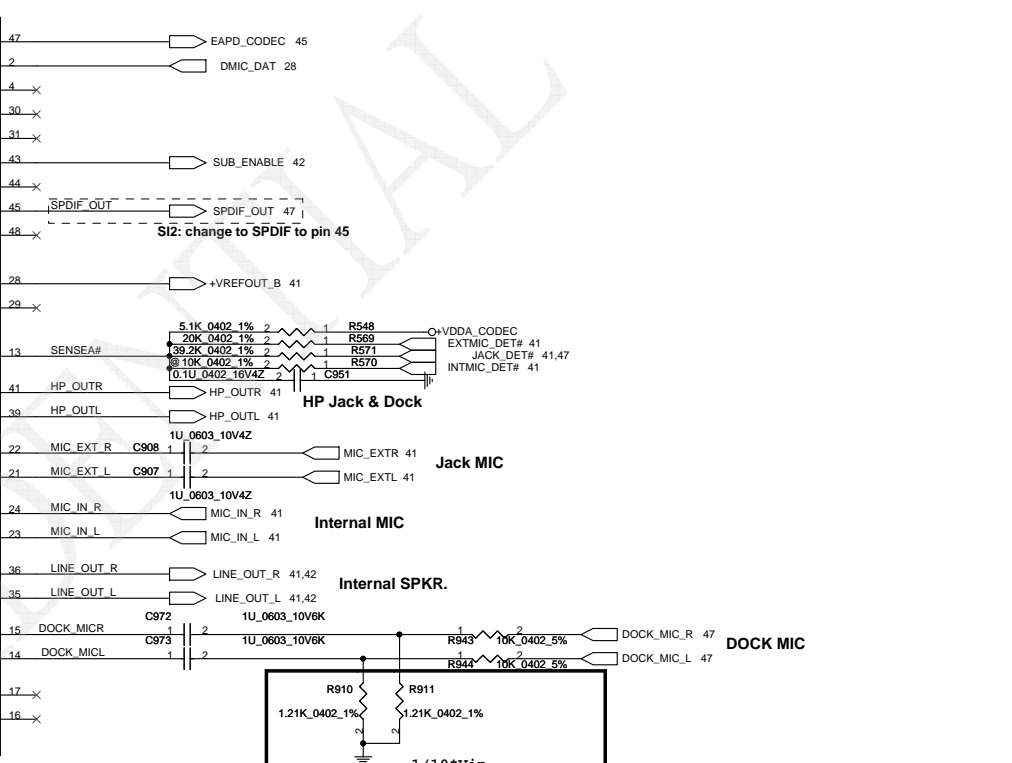 47 EAPD_CODEC 45
2 DMIC_DAT 28
4
30
31
43 SUB_ENABLE 42
44
45 SPDIF_OUT SPDIF_OUT 47
SI2: change to SPDIF to pin 45
48
28 +VREFOUT_B 41
29
5.1K_0402_1% 2 1 R548 +VDDA_CODEC
20K_0402_1% 2 1 R569 EXTMIC_DET# 41
13 SENSEA# 39.2K_0402_1% 2 1 R571 JACK_DET# 41,47
@10K_0402_1% 2 1 R570 INTMIC_DET# 41
0.1U_0402_16V4Z 2 1 C951
41 HP_OUTR HP_OUTR 41
HP Jack & Dock
39 HP_OUTL HP_OUTL 41
1U_0603_10V4Z
22 MIC_EXT_R C908 1 2 MIC_EXTR 41
Jack MIC
21 MIC_EXT_L C907 1 2 MIC_EXTL 41
1U_0603_10V4Z
24 MIC_IN_R MIC_IN_R 41
Internal MIC
23 MIC_IN_L MIC_IN_L 41
36 LINE_OUT_R LINE_OUT_R 41,42
Internal SPKR.
35 LINE_OUT_L LINE_OUT_L 41,42
C972 1U_0603_10V6K
15 DOCK_MICR 1 2 1 2 DOCK_MIC_R 47
C973 1U_0603_10V6K R943 10K_0402_5%
DOCK MIC
14 DOCK_MICL 1 2 1 2 DOCK_MIC_L 47
R944 10K_0402_5%
17
R910 R911
16
1.21K_0402_1% 1.21K_0402_1%
2 2
CONFIDENTIAL